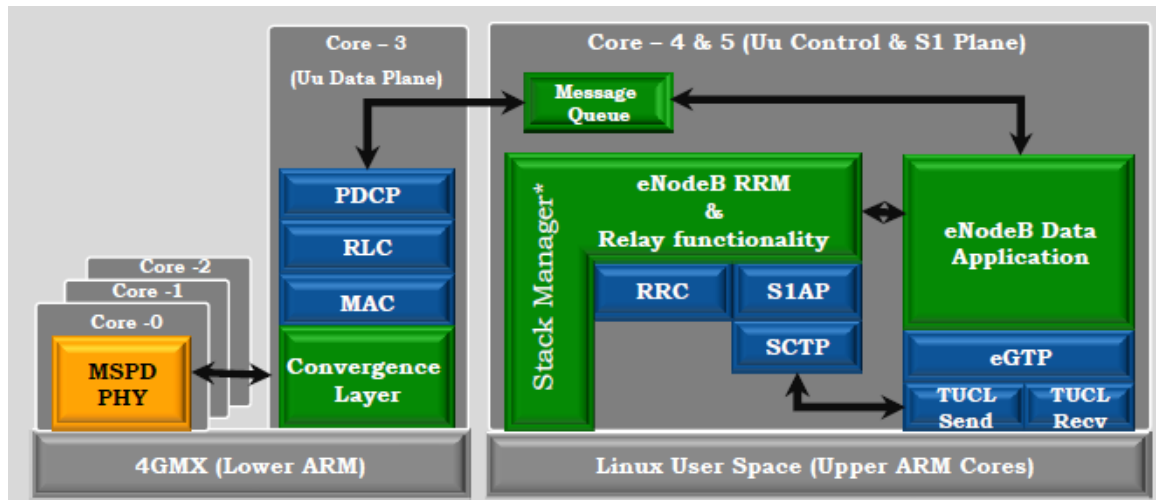 Core – 3
(Uu Data Plane)
PDCP
RLC
MAC
Convergence
Layer
Core -2
Core -1
Core -0
MSPD
PHY
4GMX (Lower ARM)
Core – 4 & 5 (Uu Control & S1 Plane)
Message
Queue
Stack Manager*
eNodeB RRM
&
Relay functionality
RRC
S1AP
SCTP
eNodeB Data
Application
eGTP
TUCL
Send
TUCL
Recv
Linux User Space (Upper ARM Cores)